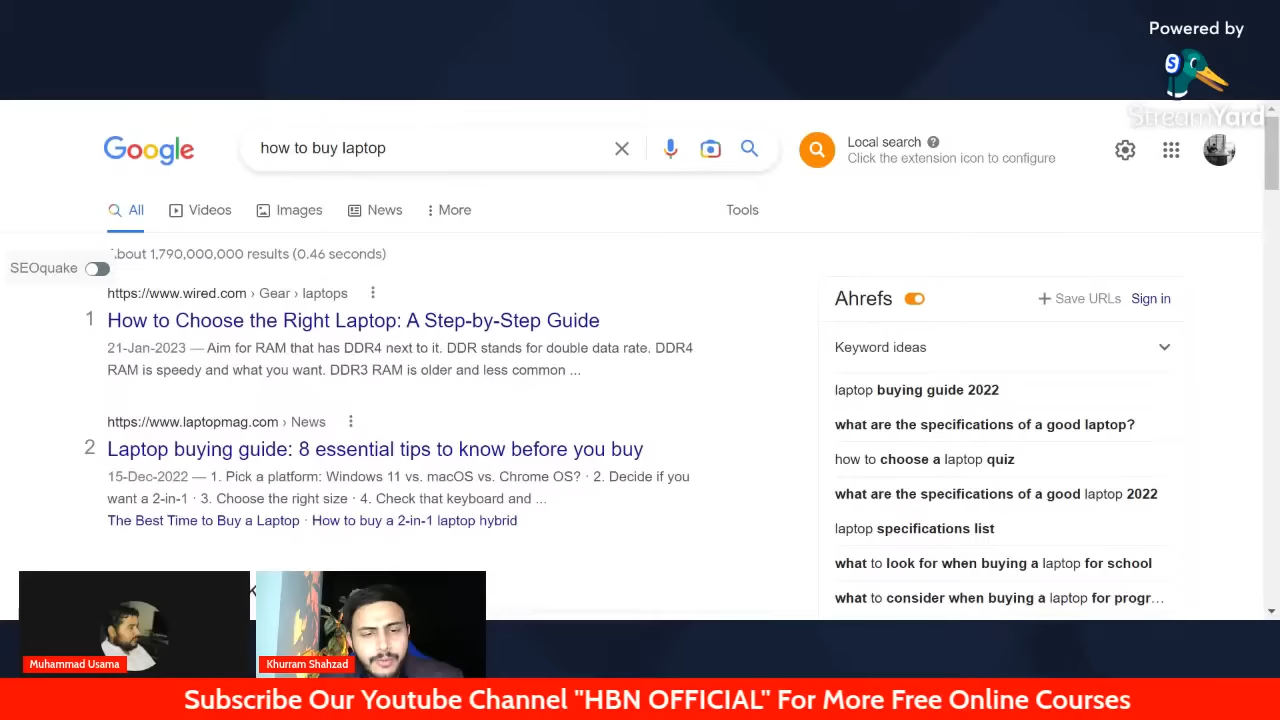 Powered by
StreamYard
Google
how to buy laptop
Local search
Click the extension icon to configure
All
Videos
Images
News
More
Tools
About 1,790,000,000 results (0.46 seconds)
SEOquake
https://www.wired.com › Gear › laptops
1 How to Choose the Right Laptop: A Step-by-Step Guide
21-Jan-2023 — Aim for RAM that has DDR4 next to it. DDR stands for double data rate. DDR4
RAM is speedy and what you want. DDR3 RAM is older and less common ...
https://www.laptopmag.com › News
2 Laptop buying guide: 8 essential tips to know before you buy
15-Dec-2022 — 1. Pick a platform: Windows 11 vs. macOS vs. Chrome OS? · 2. Decide if you
want a 2-in-1 · 3. Choose the right size · 4. Check that keyboard and ...
The Best Time to Buy a Laptop · How to buy a 2-in-1 laptop hybrid
Ahrefs
Save URLs
Sign in
Keyword ideas
laptop buying guide 2022
what are the specifications of a good laptop?
how to choose a laptop quiz
what are the specifications of a good laptop 2022
laptop specifications list
what to look for when buying a laptop for school
what to consider when buying a laptop for progr…
Muhammad Usama
Khurram Shahzad
Subscribe Our Youtube Channel "HBN OFFICIAL" For More Free Online Courses